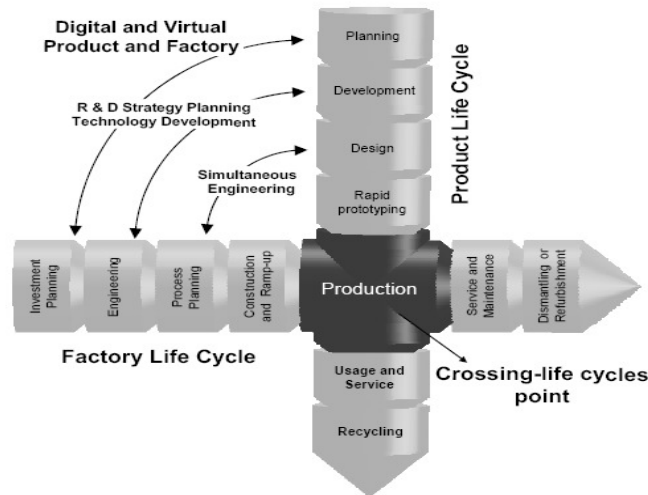 Digital and Virtual
Product and Factory
Planning
R & D Strategy Planning
Technology Development
Development
Simultaneous
Engineering
Design
Rapid
prototyping
Product Life Cycle
Investment
Planning
Engineering
Process
Planning
Construction
and Ramp-up
Production
Service and
Maintenance
Dismantling or
Refurbishment
Factory Life Cycle
Usage and
Service
Crossing-life cycles
point
Recycling